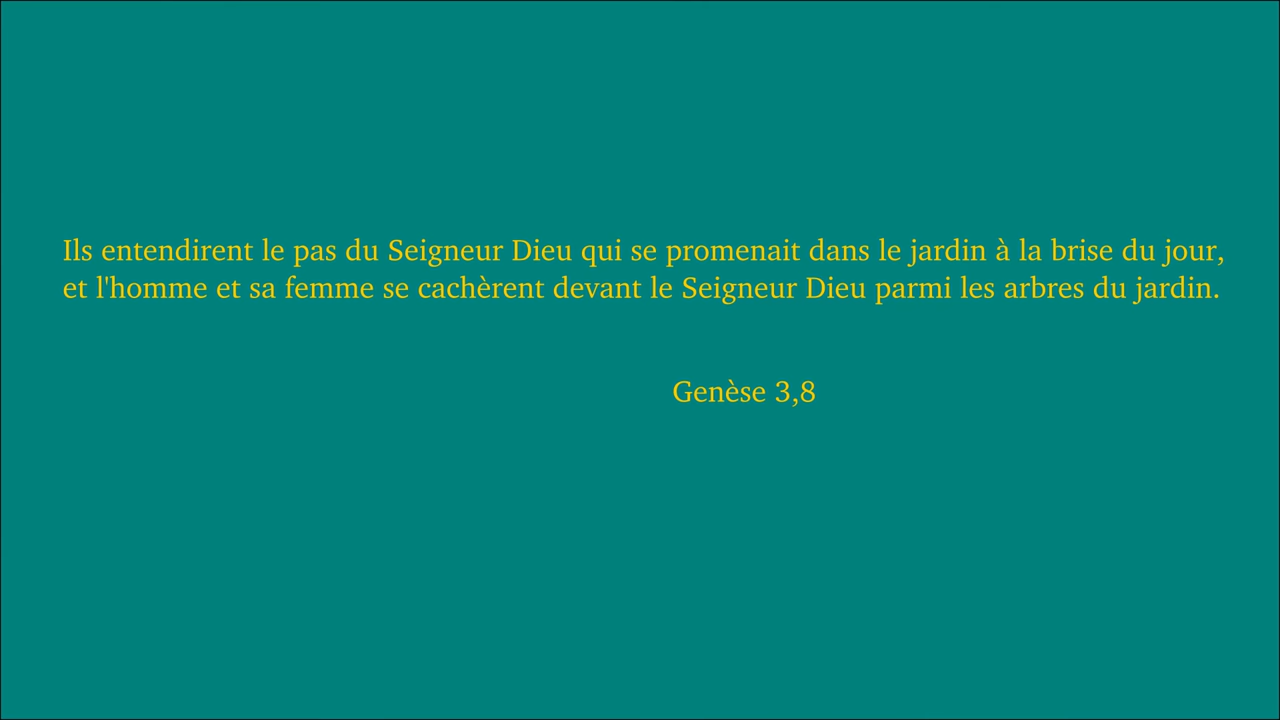 Ils entendirent le pas du Seigneur Dieu qui se promenait dans le jardin à la brise du jour,
et l'homme et sa femme se cachèrent devant le Seigneur Dieu parmi les arbres du jardin.
Genèse 3,8